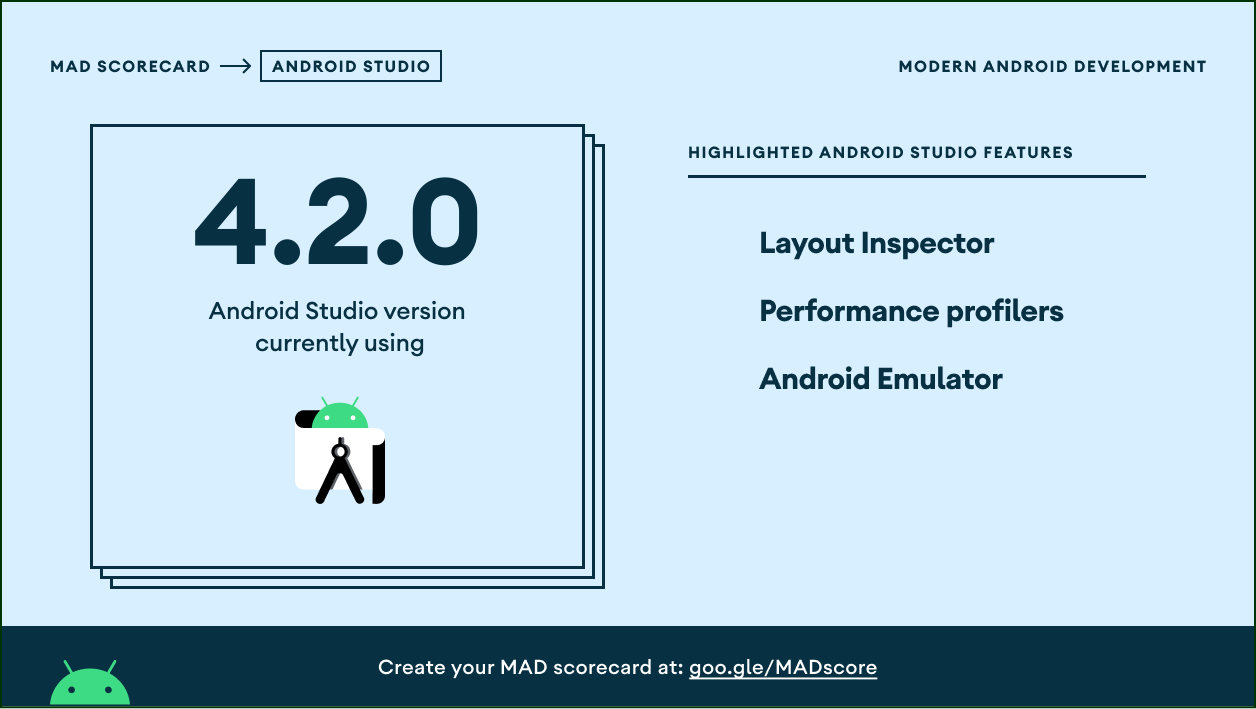 MAD SCORECARD → ANDROID STUDIO
MODERN ANDROID DEVELOPMENT
4.2.0
Android Studio version
currently using
HIGHLIGHTED ANDROID STUDIO FEATURES
Layout Inspector
Performance profilers
Android Emulator
Create your MAD scorecard at: goo.gle/MADscore